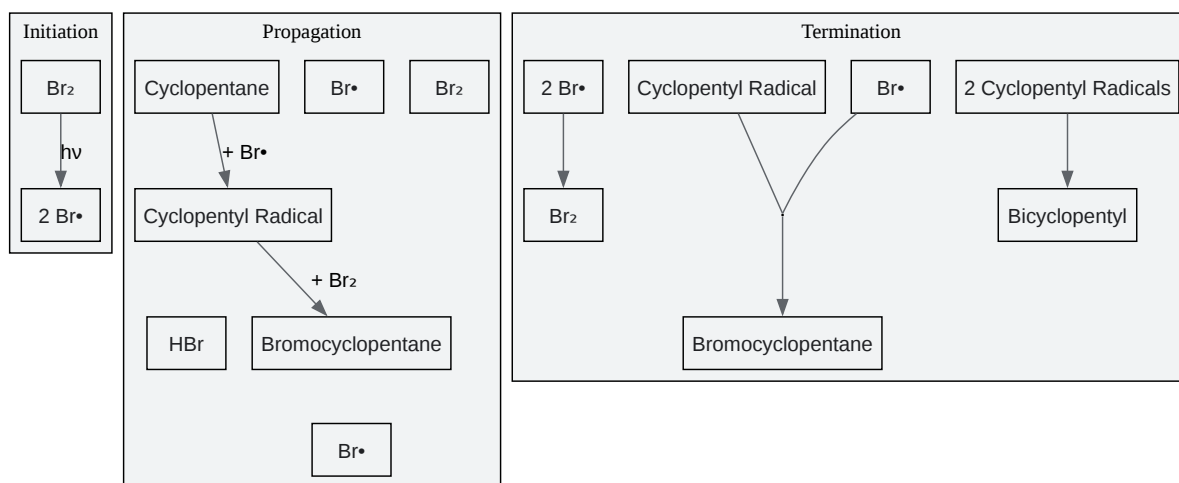 Initiation
Br₂
hν
2 Br•
Propagation
Cyclopentane
Br•
Br₂
+ Br•
Cyclopentyl Radical
+ Br₂
HBr
Bromocyclopentane
Br•
Termination
2 Br•
Cyclopentyl Radical
Br•
2 Cyclopentyl Radicals
Br₂
Bicyclopentyl
Bromocyclopentane